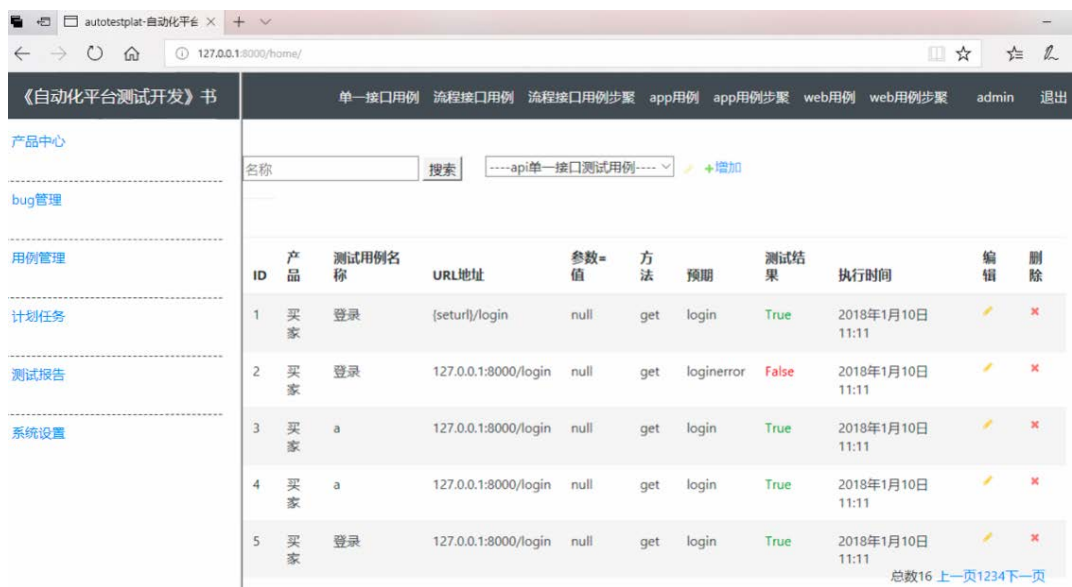 autotestplat-自动化平台
127.0.0.1:8000/home/
《自动化平台测试开发》书
单一接口用例 流程接口用例 流程接口用例步聚 app用例 app用例步聚 web用例 web用例步聚 admin 退出
产品中心
bug管理
用例管理
计划任务
测试报告
系统设置
名称 搜索 ----api单一接口测试用例---- +增加
ID 产品 测试用例名称 URL地址 参数=值 方法 预期 测试结果 执行时间 编辑 删除
1 买家 登录 {seturl}/login null get login True 2018年1月10日 11:11
2 买家 登录 127.0.0.1:8000/login null get loginerror False 2018年1月10日 11:11
3 买家 a 127.0.0.1:8000/login null get login True 2018年1月10日 11:11
4 买家 a 127.0.0.1:8000/login null get login True 2018年1月10日 11:11
5 买家 登录 127.0.0.1:8000/login null get login True 2018年1月10日 11:11
总数16 上一页1234下一页